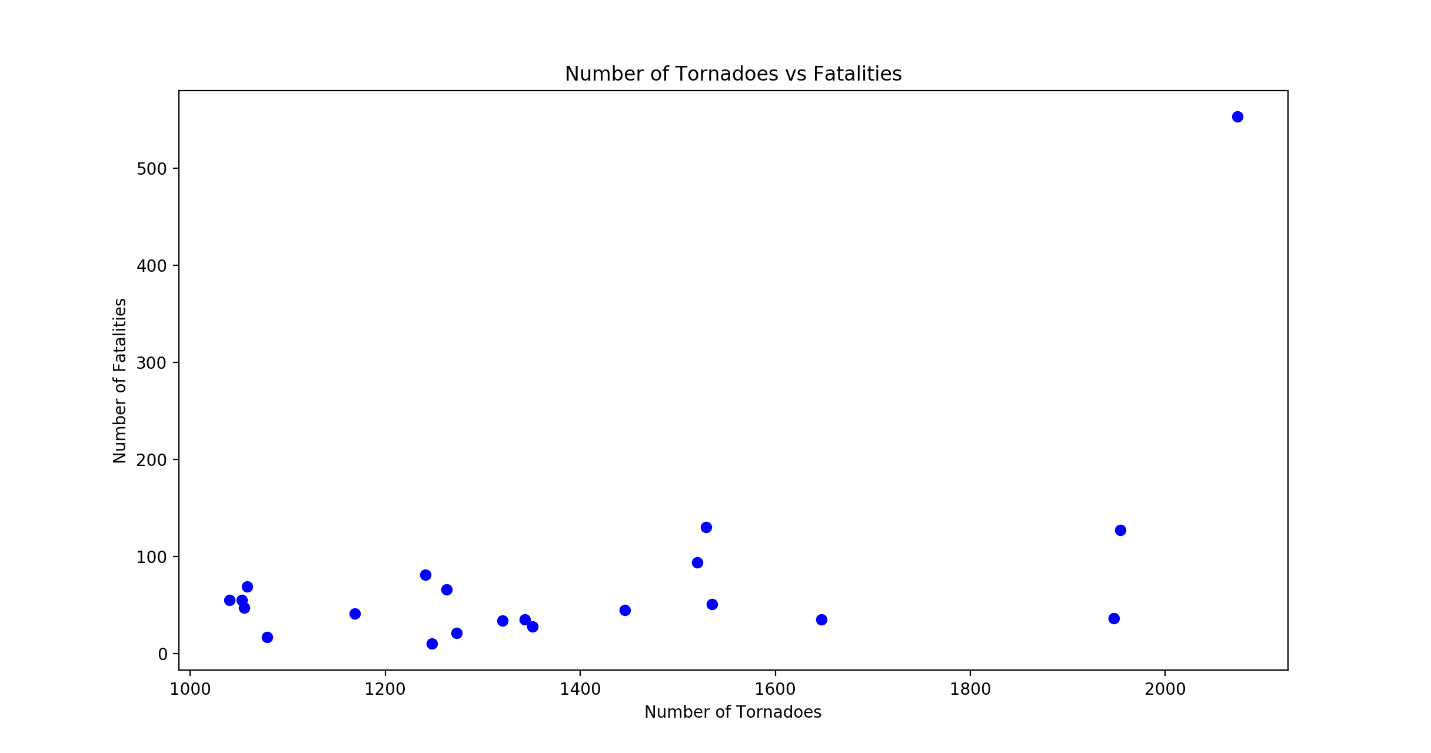 Number of Tornadoes vs Fatalities
Number of Fatalities
500
400
300
200
100
0
1000 1200 1400 1600 1800 2000
Number of Tornadoes